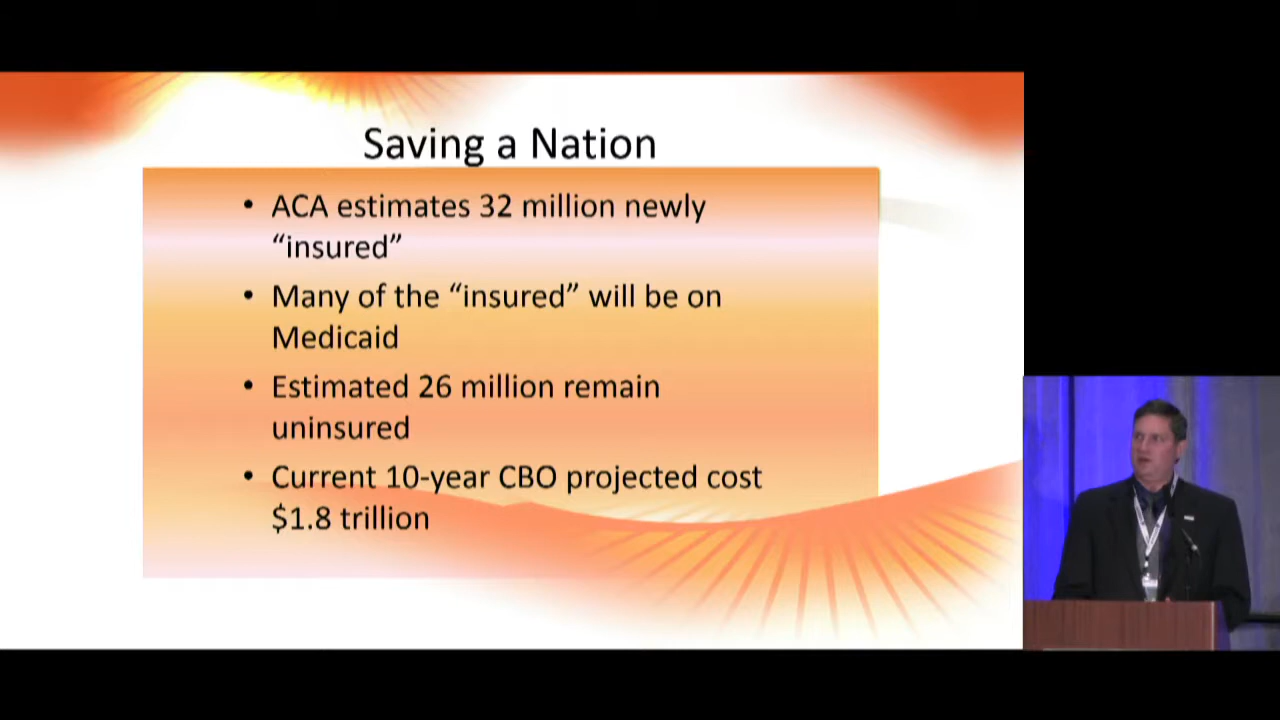 Saving a Nation
• ACA estimates 32 million newly
“insured”
• Many of the “insured” will be on
Medicaid
• Estimated 26 million remain
uninsured
• Current 10-year CBO projected cost
$1.8 trillion